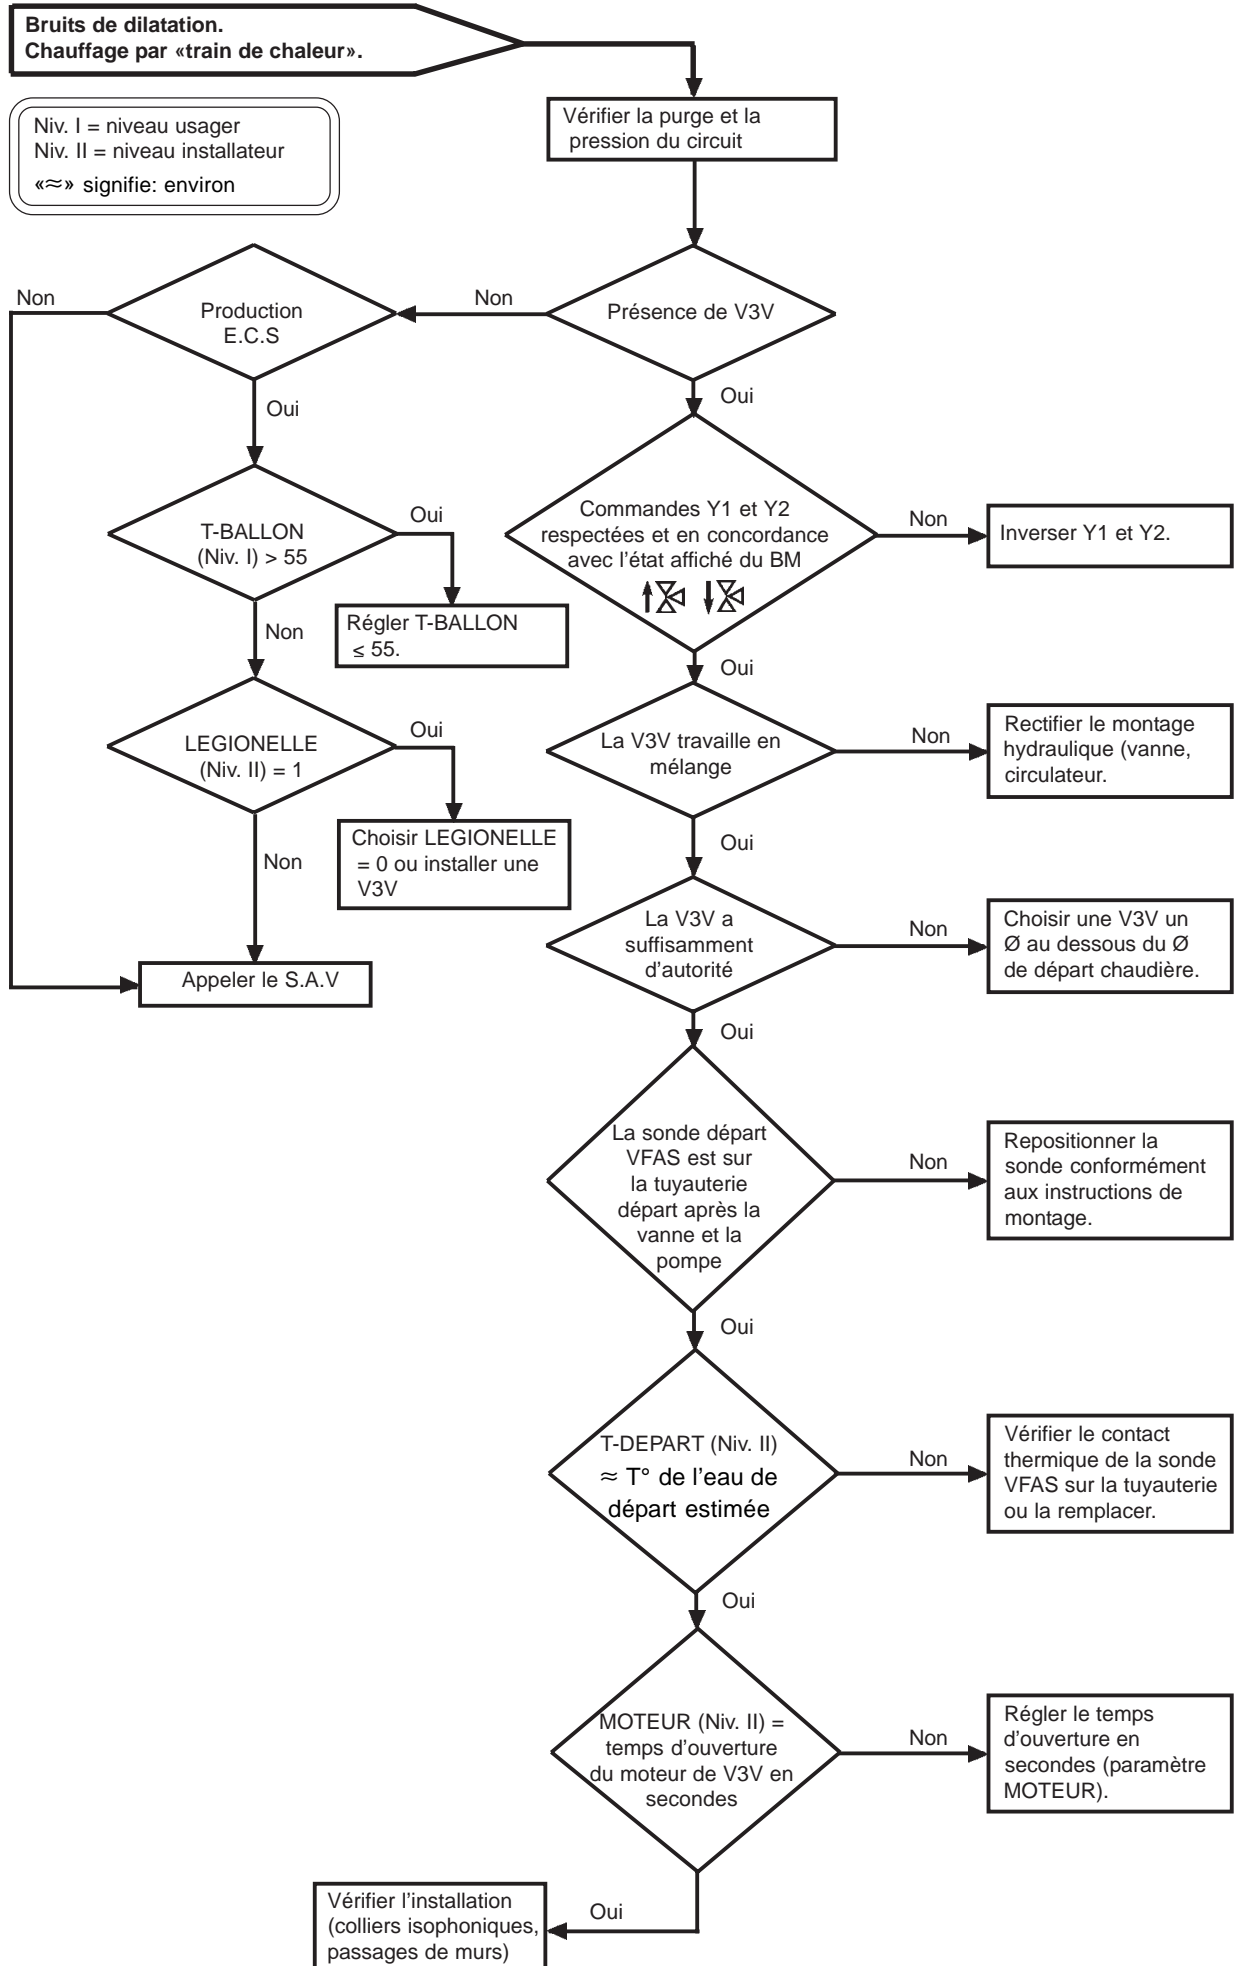 Bruits de dilatation.
Chauffage par «train de chaleur».
Niv. I = niveau usager
Niv. II = niveau installateur
«≈» signifie: environ
Vérifier la purge et la
pression du circuit
Non
Production
E.C.S
Non
Présence de V3V
Oui
Oui
T-BALLON
(Niv. I) > 55
Oui
Commandes Y1 et Y2
respectées et en concordance
avec l'état affiché du BM
Non
Inverser Y1 et Y2.
Non
Régler T-BALLON
≤ 55.
Oui
LEGIONELLE
(Niv. II) = 1
Oui
La V3V travaille en
mélange
Non
Rectifier le montage
hydraulique (vanne,
circulateur.
Non
Choisir LEGIONELLE
= 0 ou installer une
V3V
Oui
La V3V a
suffisamment
d'autorité
Non
Choisir une V3V un
Ø au dessous du Ø
de départ chaudière.
Appeler le S.A.V
Oui
La sonde départ
VFAS est sur
la tuyauterie
départ après la
vanne et la
pompe
Non
Repositionner la
sonde conformément
aux instructions de
montage.
Oui
T-DEPART (Niv. II)
≈ T° de l'eau de
départ estimée
Non
Vérifier le contact
thermique de la sonde
VFAS sur la tuyauterie
ou la remplacer.
Oui
MOTEUR (Niv. II) =
temps d'ouverture
du moteur de V3V en
secondes
Non
Régler le temps
d'ouverture en
secondes (paramètre
MOTEUR).
Oui
Vérifier l'installation
(colliers isophoniques,
passages de murs)